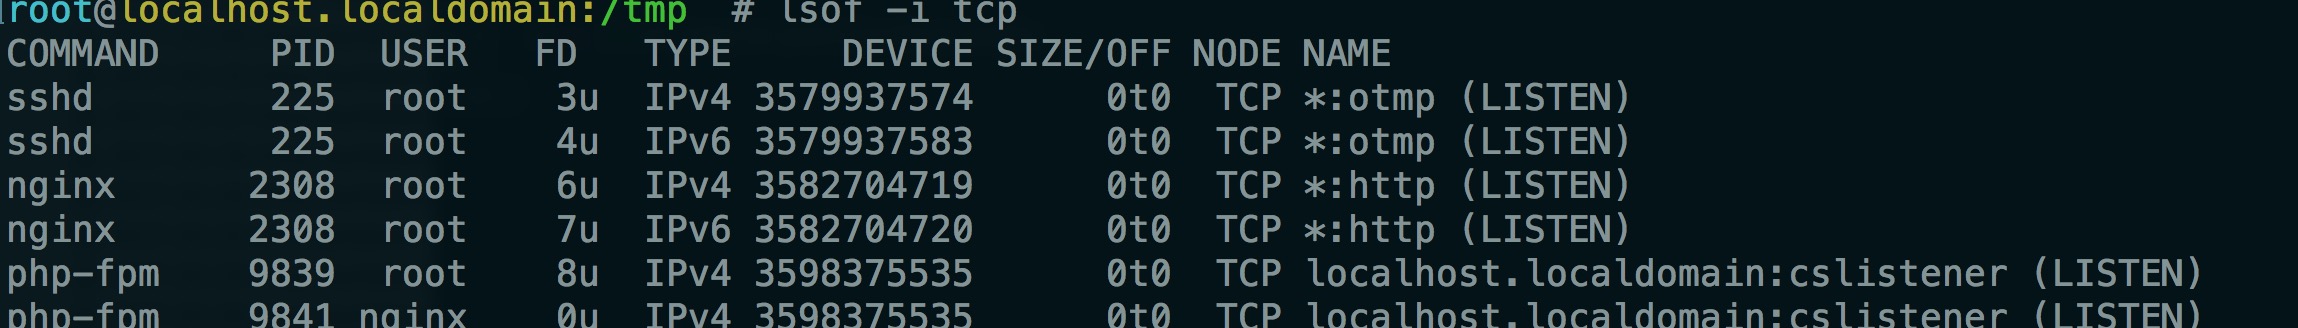 root@localhost.localdomain:/tmp # lsof -i tcp
COMMAND PID USER FD TYPE DEVICE SIZE/OFF NODE NAME
sshd 225 root 3u IPv4 3579937574 0t0 TCP *:otmp (LISTEN)
sshd 225 root 4u IPv6 3579937583 0t0 TCP *:otmp (LISTEN)
nginx 2308 root 6u IPv4 3582704719 0t0 TCP *:http (LISTEN)
nginx 2308 root 7u IPv6 3582704720 0t0 TCP *:http (LISTEN)
php-fpm 9839 root 8u IPv4 3598375535 0t0 TCP localhost.localdomain:cslistener (LISTEN)
php-fpm 9841 nginx 0u IPv4 3598375535 0t0 TCP localhost.localdomain:cslistener (LISTEN)